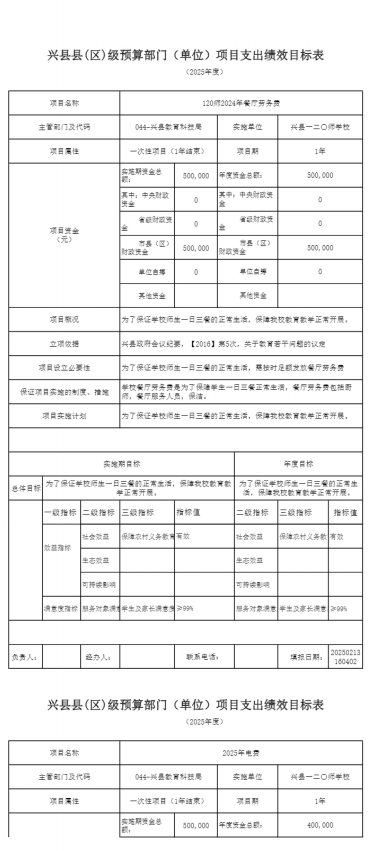 兴县县(区)级预算部门（单位）项目支出绩效目标表
（2025年度）
项目名称 120师2024年餐厅劳务费
主管部门及代码 044-兴县教育科技局 实施单位 兴县一二〇师学校
项目属性 一次性项目（1年结束） 项目期 1年
项目资金
（元）
实施期资金总额： 500,000 年度资金总额： 500,000
其中：中央财政资金 0 其中：中央财政资金 0
省级财政资金 0 省级财政资金 0
市县（区）财政资金 500,000 市县（区）财政资金 500,000
单位自筹 0 单位自筹 0
其他资金 其他资金
项目概况 为了保证学校师生一日三餐的正常生活，保障我校教育教学正常开展。
立项依据 兴县政府会议纪要，【2016】第5次，关于教育若干问题的认定
项目设立必要性 为了保证学校师生一日三餐的正常生活，需按时足额发放餐厅劳务费
保证项目实施的制度、措施 学校餐厅劳务费是为了保障学生一日三餐正常生活，餐厅劳务费包括厨师，餐厅服务人员，保洁。
项目实施计划 为了保证学校师生一日三餐的正常生活，保障我校教育教学正常开展。
实施期目标 年度目标
总体目标 为了保证学校师生一日三餐的正常生活，保障我校教育教学正常开展。 为了保证学校师生一日三餐的正常生活，保障我校教育教学正常开展。
一级指标 二级指标 三级指标 指标值 二级指标 三级指标 指标值
效益指标 社会效益 保障农村义务教育 有效 社会效益 保障农村义务教 有效
生态效益 生态效益
可持续影响 可持续影响
满意度指标 服务对象满意 学生及家长满意度 ≥99% 服务对象满意 学生及家长满意 ≥99%
负责人： 经办人： 联系电话： 填报日期： 20250213160402
兴县县(区)级预算部门（单位）项目支出绩效目标表
（2025年度）
项目名称 2025年电费
主管部门及代码 044-兴县教育科技局 实施单位 兴县一二〇师学校
项目属性 一次性项目（1年结束） 项目期 1年
实施期资金总额： 500,000 年度资金总额： 400,000